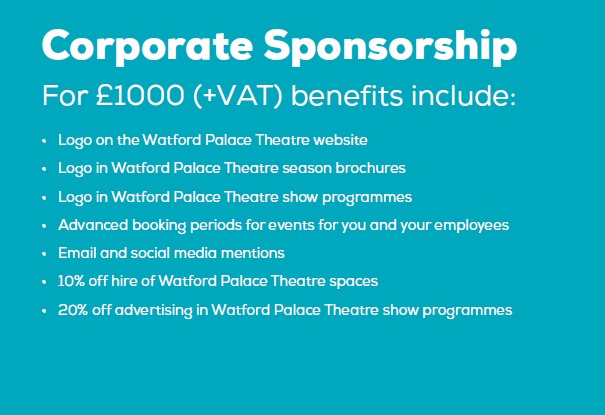 Corporate Sponsorship
For £1000 (+VAT) benefits include:
• Logo on the Watford Palace Theatre website
• Logo in Watford Palace Theatre season brochures
• Logo in Watford Palace Theatre show programmes
• Advanced booking periods for events for you and your employees
• Email and social media mentions
• 10% off hire of Watford Palace Theatre spaces
• 20% off advertising in Watford Palace Theatre show programmes